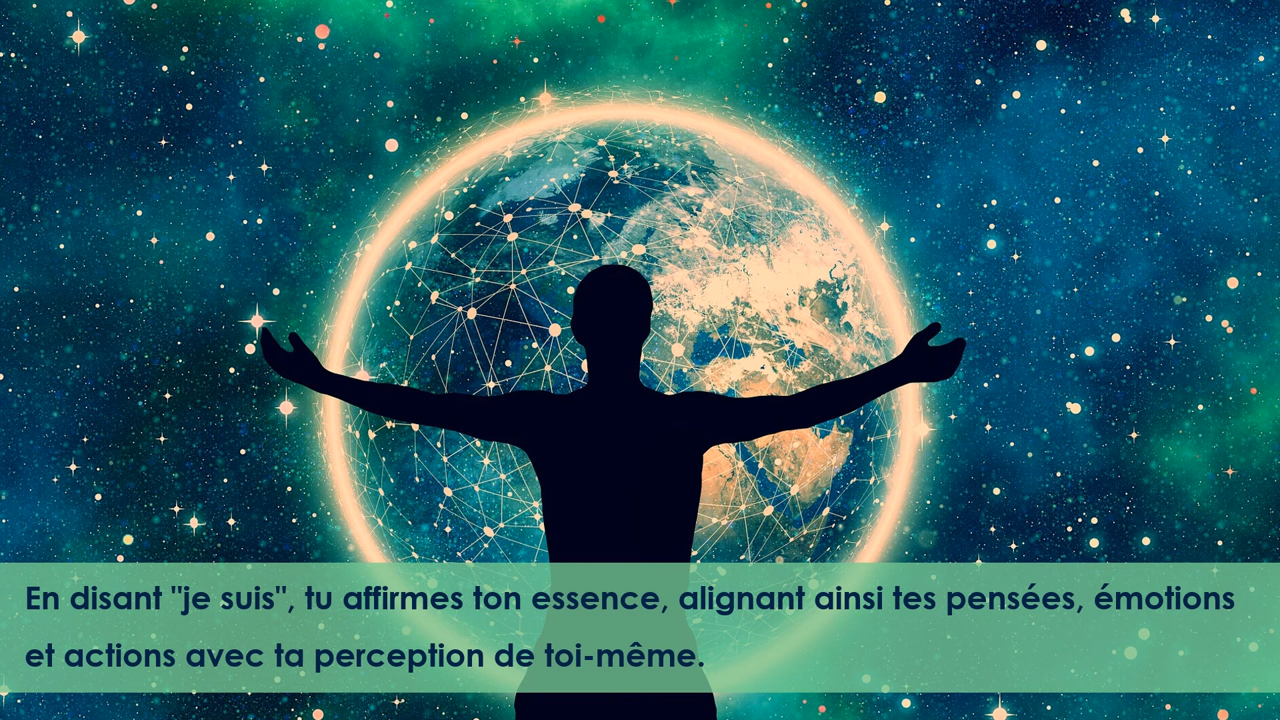 En disant "je suis", tu affirmes ton essence, alignant ainsi tes pensées, émotions
et actions avec ta perception de toi-même.